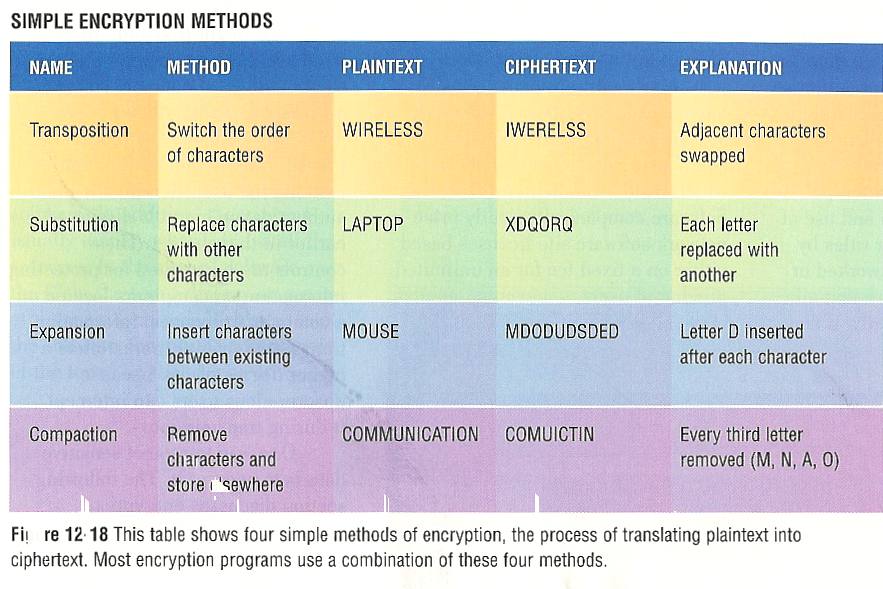 SIMPLE ENCRYPTION METHODS
NAME METHOD PLAINTEXT CIPHERTEXT EXPLANATION
Transposition Switch the order WIRELESS IWERELSS Adjacent characters
of characters swapped
Substitution Replace characters LAPTOP XDQORQ Each letter
with other replaced with
characters another
Expansion Insert characters MOUSE MDODUDSDED Letter D inserted
between existing after each character
characters
Compaction Remove COMMUNICATION COMUICTIN Every third letter
characters and removed (M, N, A, O)
store lsewhere
Fi re 12·18 This table shows four simple methods of encryption, the process of translating plaintext into
ciphertext. Most encryption programs use a combination of these four methods.